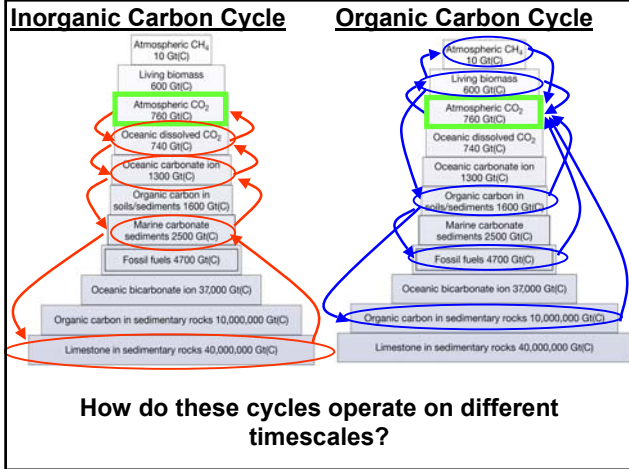 Inorganic Carbon Cycle
Atmospheric CH₄
10 Gt(C)
Living biomass
600 Gt(C)
Atmospheric CO₂
760 Gt(C)
Oceanic dissolved CO₂
740 Gt(C)
Oceanic carbonate ion
1300 Gt(C)
Organic carbon in
soils/sediments 1600 Gt(C)
Marine carbonate
sediments 2500 Gt(C)
Fossil fuels 4700 Gt(C)
Oceanic bicarbonate ion 37,000 Gt(C)
Organic carbon in sedimentary rocks 10,000,000 Gt(C)
Limestone in sedimentary rocks 40,000,000 Gt(C)
Organic Carbon Cycle
Atmospheric CH₄
10 Gt(C)
Living biomass
600 Gt(C)
Atmospheric CO₂
760 Gt(C)
Oceanic dissolved CO₂
740 Gt(C)
Oceanic carbonate ion
1300 Gt(C)
Organic carbon in
soils/sediments 1600 Gt(C)
Marine carbonate
sediments 2500 Gt(C)
Fossil fuels 4700 Gt(C)
Oceanic bicarbonate ion 37,000 Gt(C)
Organic carbon in sedimentary rocks 10,000,000 Gt(C)
Limestone in sedimentary rocks 40,000,000 Gt(C)
How do these cycles operate on different
timescales?